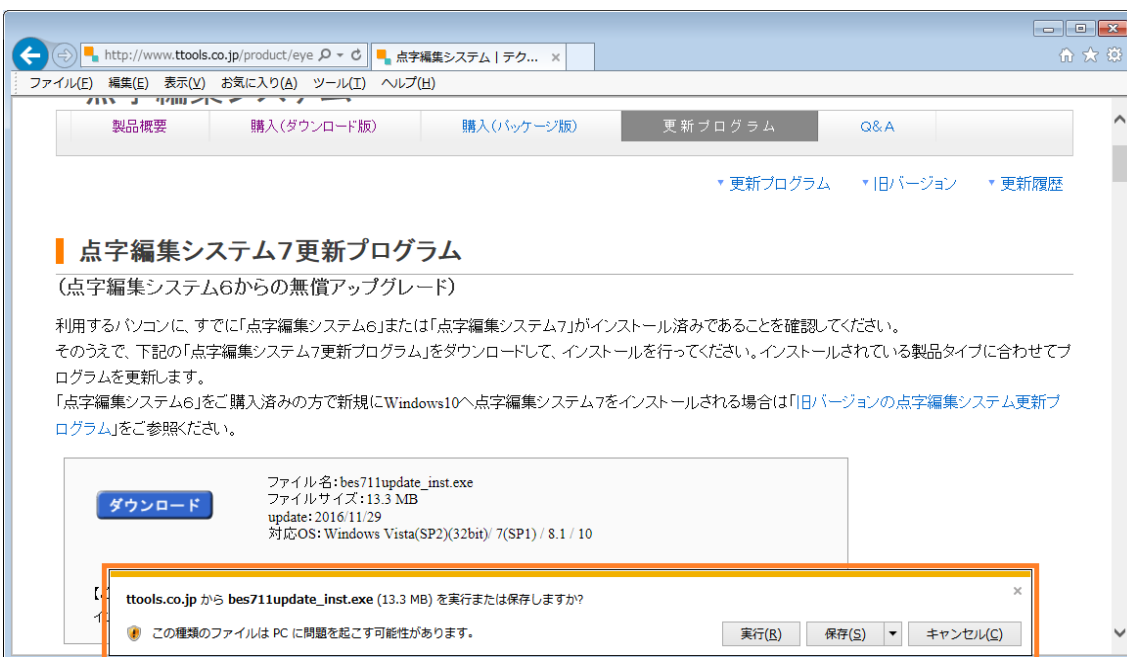 http://www.ttools.co.jp/product/eye
点字編集システム | テク...
ファイル(F) 編集(E) 表示(V) お気に入り(A) ツール(T) ヘルプ(H)
点字編集システム
製品概要 購入(ダウンロード版) 購入(パッケージ版) 更新プログラム Q&A
更新プログラム 旧バージョン 更新履歴
点字編集システム7更新プログラム
(点字編集システム6からの無償アップグレード)
利用するパソコンに、すでに「点字編集システム6」または「点字編集システム7」がインストール済みであることを確認してください。
そのうえで、下記の「点字編集システム7更新プログラム」をダウンロードして、インストールを行ってください。インストールされている製品タイプに合わせてプ
ログラムを更新します。
「点字編集システム6」をご購入済みの方で新規にWindows10へ点字編集システム7をインストールされる場合は「旧バージョンの点字編集システム更新プ
ログラム」をご参照ください。
ダウンロード
ファイル名:bes711update_inst.exe
ファイルサイズ:13.3 MB
update:2016/11/29
対応OS:Windows Vista(SP2)(32bit)/ 7(SP1) / 8.1 / 10
ttools.co.jp から bes711update_inst.exe (13.3 MB) を実行または保存しますか?
この種類のファイルは PC に問題を起こす可能性があります。
実行(R) 保存(S) キャンセル(C)